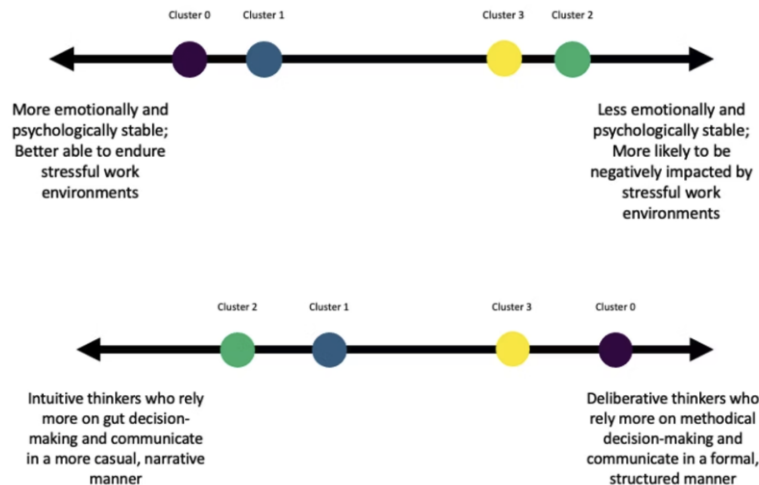 Cluster 0 Cluster 1 Cluster 3 Cluster 2
More emotionally and
psychologically stable;
Better able to endure
stressful work
environments
Less emotionally and
psychologically stable;
More likely to be
negatively impacted by
stressful work
environments
Cluster 2 Cluster 1 Cluster 3 Cluster 0
Intuitive thinkers who rely
more on gut decision-
making and communicate
in a more casual, narrative
manner
Deliberative thinkers who
rely more on methodical
decision-making and
communicate in a formal,
structured manner